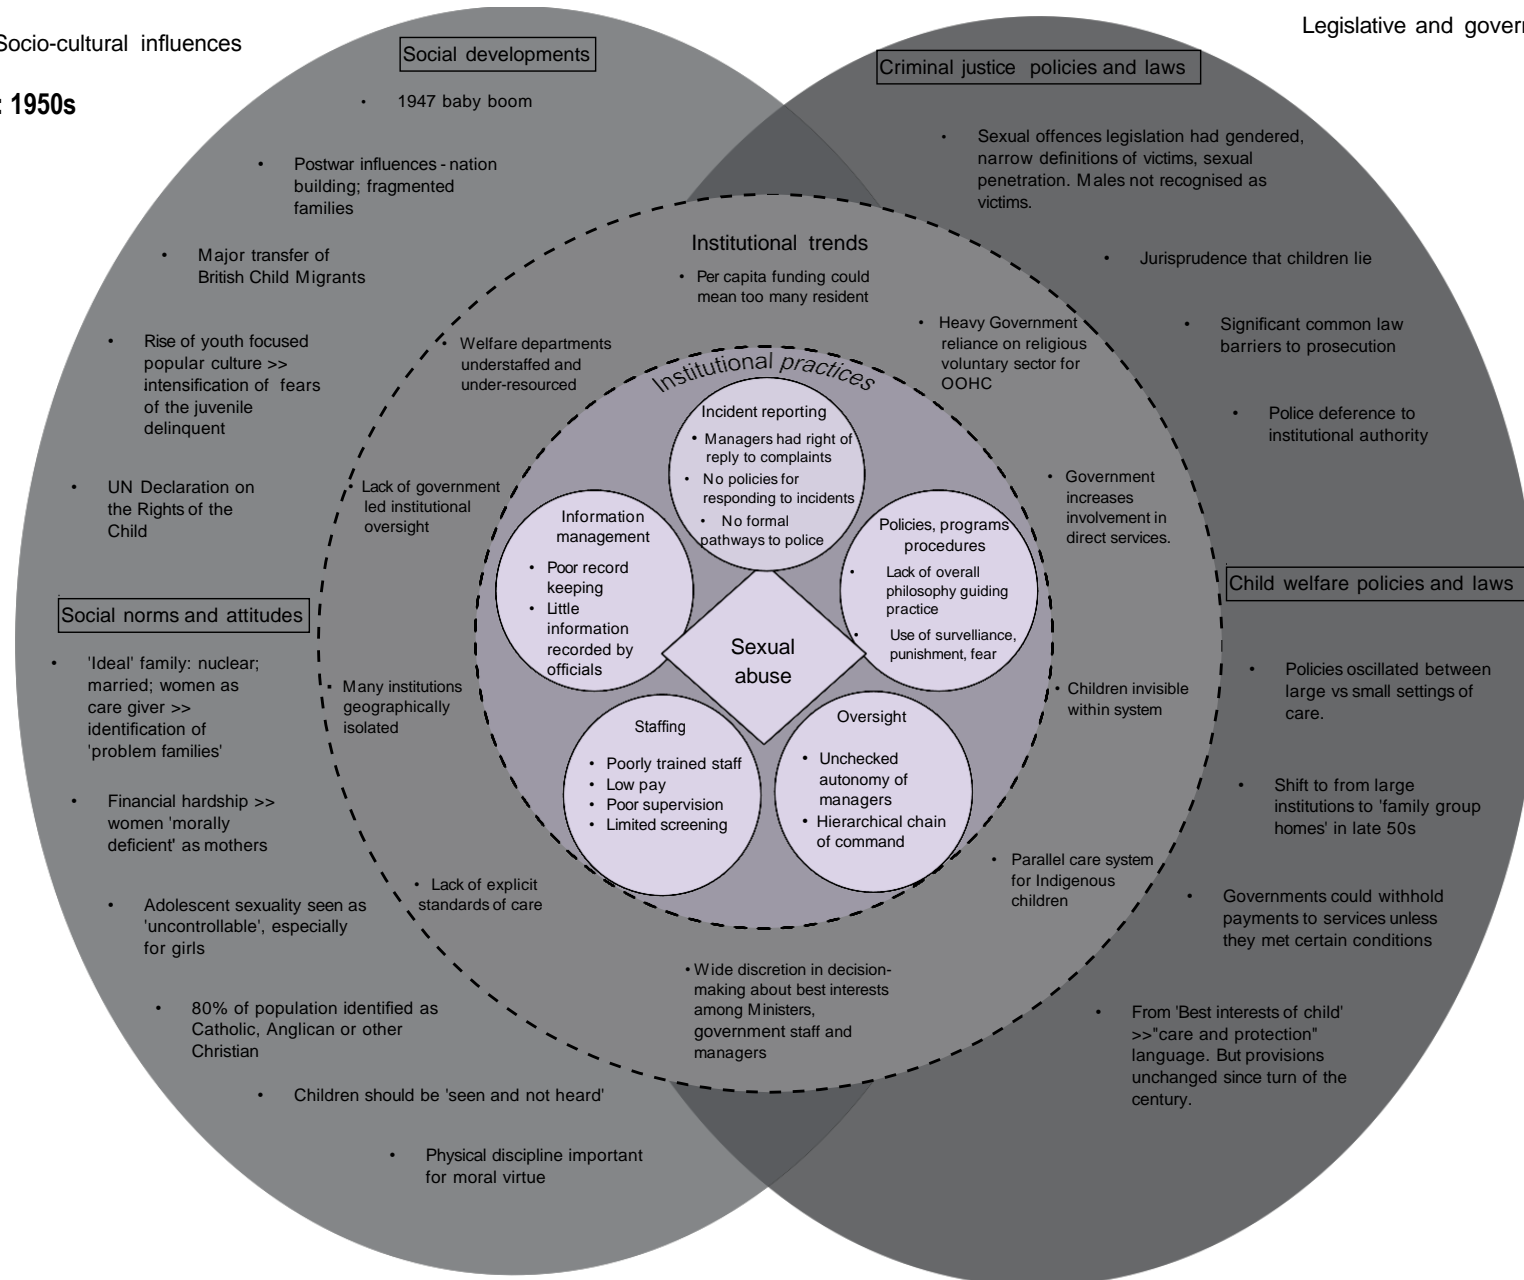 Socio-cultural influences
: 1950s
Legislative and govern
Social developments
• 1947 baby boom
• Postwar influences - nation
building; fragmented
families
• Major transfer of
British Child Migrants
• Rise of youth focused
popular culture >>
intensification of fears
of the juvenile
delinquent
• UN Declaration on
the Rights of the
Child
Social norms and attitudes
• 'Ideal' family: nuclear;
married; women as
care giver >>
identification of
'problem families'
• Financial hardship >>
women 'morally
deficient' as mothers
• Adolescent sexuality seen as
'uncontrollable', especially
for girls
• 80% of population identified as
Catholic, Anglican or other
Christian
• Children should be 'seen and not heard'
• Physical discipline important
for moral virtue
Institutional trends
• Per capita funding could
mean too many resident
• Welfare departments
understaffed and
under-resourced
• Lack of government
led institutional
oversight
• Many institutions
geographically
isolated
• Lack of explicit
standards of care
• Wide discretion in decision-
making about best interests
among Ministers,
government staff and
managers
• Heavy Government
reliance on religious
voluntary sector for
OOHC
• Government
increases
involvement in
direct services.
• Children invisible
within system
• Parallel care system
for Indigenous
children
Institutional practices
Incident reporting
• Managers had right of
reply to complaints
• No policies for
responding to incidents
• No formal
pathways to police
Information
management
• Poor record
keeping
• Little
information
recorded by
officials
Policies, programs
procedures
• Lack of overall
philosophy guiding
practice
• Use of survelliance,
punishment, fear
Sexual
abuse
Staffing
• Poorly trained staff
• Low pay
• Poor supervision
• Limited screening
Oversight
• Unchecked
autonomy of
managers
• Hierarchical chain
of command
Criminal justice policies and laws
• Sexual offences legislation had gendered,
narrow definitions of victims, sexual
penetration. Males not recognised as
victims.
• Jurisprudence that children lie
• Significant common law
barriers to prosecution
• Police deference to
institutional authority
Child welfare policies and laws
• Policies oscillated between
large vs small settings of
care.
• Shift to from large
institutions to 'family group
homes' in late 50s
• Governments could withhold
payments to services unless
they met certain conditions
• From 'Best interests of child'
>>"care and protection"
language. But provisions
unchanged since turn of the
century.